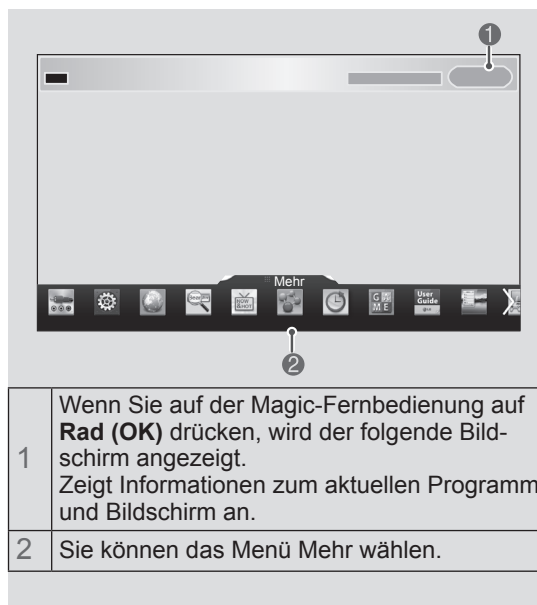 1
Mehr
Search
NOW
&HOT
G
M E
User
Guide
2
1
Wenn Sie auf der Magic-Fernbedienung auf
Rad (OK) drücken, wird der folgende Bild-
schirm angezeigt.
Zeigt Informationen zum aktuellen Programm
und Bildschirm an.
2
Sie können das Menü Mehr wählen.